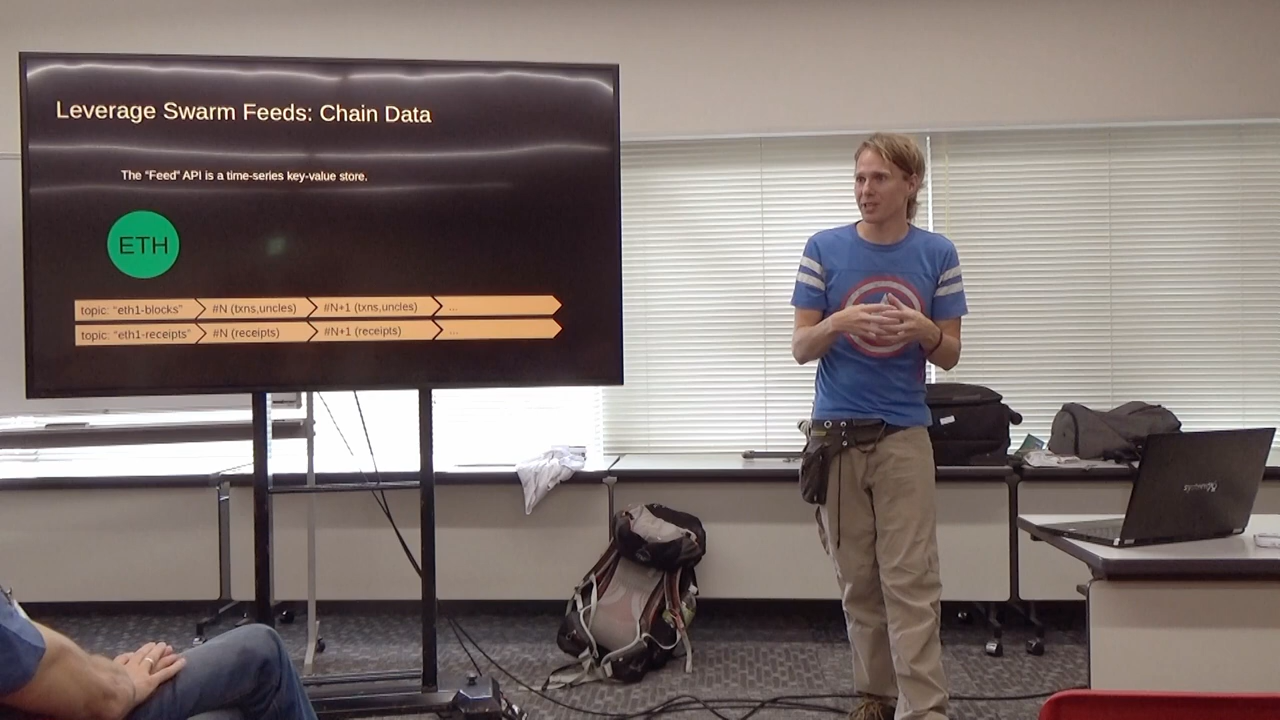 Leverage Swarm Feeds: Chain Data
The "Feed" API is a time-series key-value store.
ETH
topic: "eth1-blocks" #N (txns,uncles) #N+1 (txns,uncles) ...
topic: "eth1-receipts" #N (receipts) #N+1 (receipts) ...